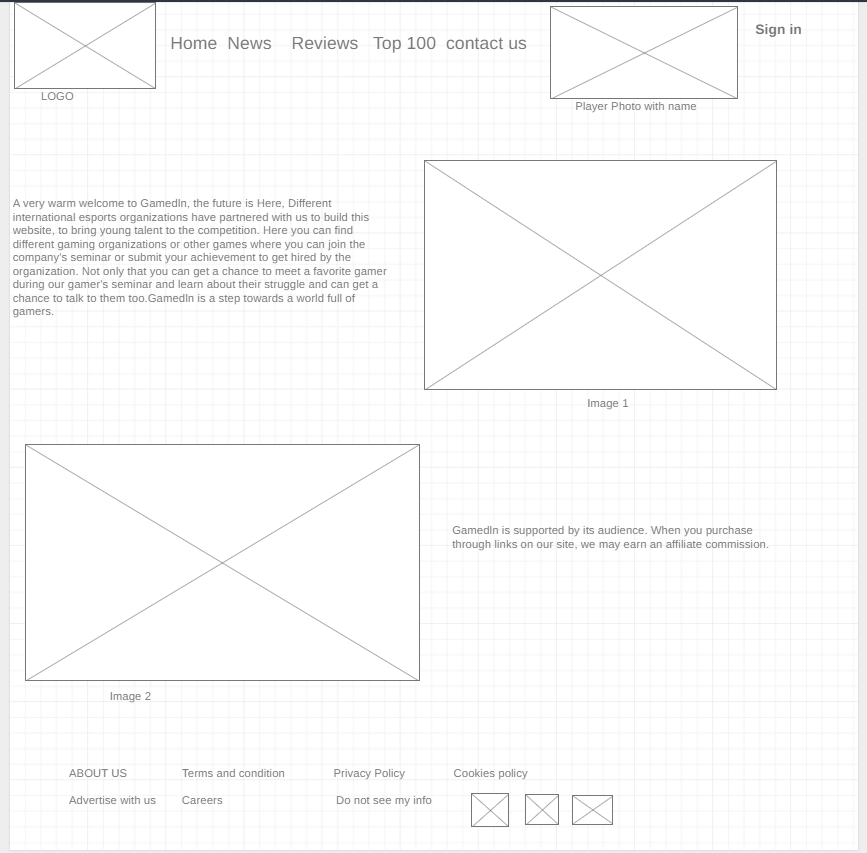 Home News Reviews Top 100 contact us
Sign in
LOGO
Player Photo with name
A very warm welcome to GamedIn, the future is Here, Different
international esports organizations have partnered with us to build this
website, to bring young talent to the competition. Here you can find
different gaming organizations or other games where you can join the
company's seminar or submit your achievement to get hired by the
organization. Not only that you can get a chance to meet a favorite gamer
during our gamer's seminar and learn about their struggle and can get a
chance to talk to them too.GamedIn is a step towards a world full of
gamers.
Image 1
GamedIn is supported by its audience. When you purchase
through links on our site, we may earn an affiliate commission.
Image 2
ABOUT US Terms and condition Privacy Policy Cookies policy
Advertise with us Careers Do not see my info